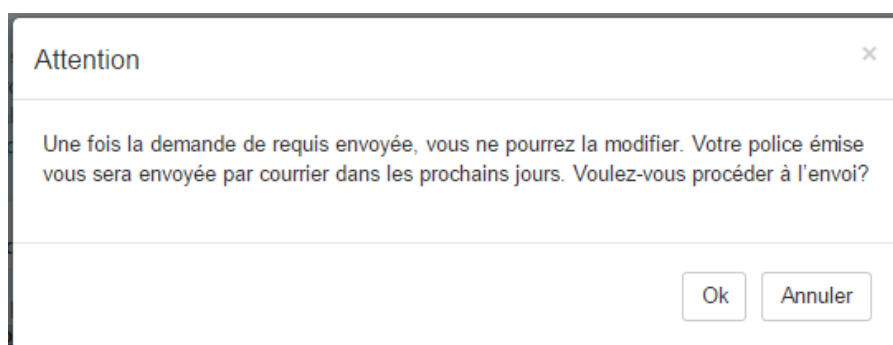 Attention
×
Une fois la demande de requis envoyée, vous ne pourrez la modifier. Votre police émise
vous sera envoyée par courrier dans les prochains jours. Voulez-vous procéder à l'envoi?
Ok Annuler